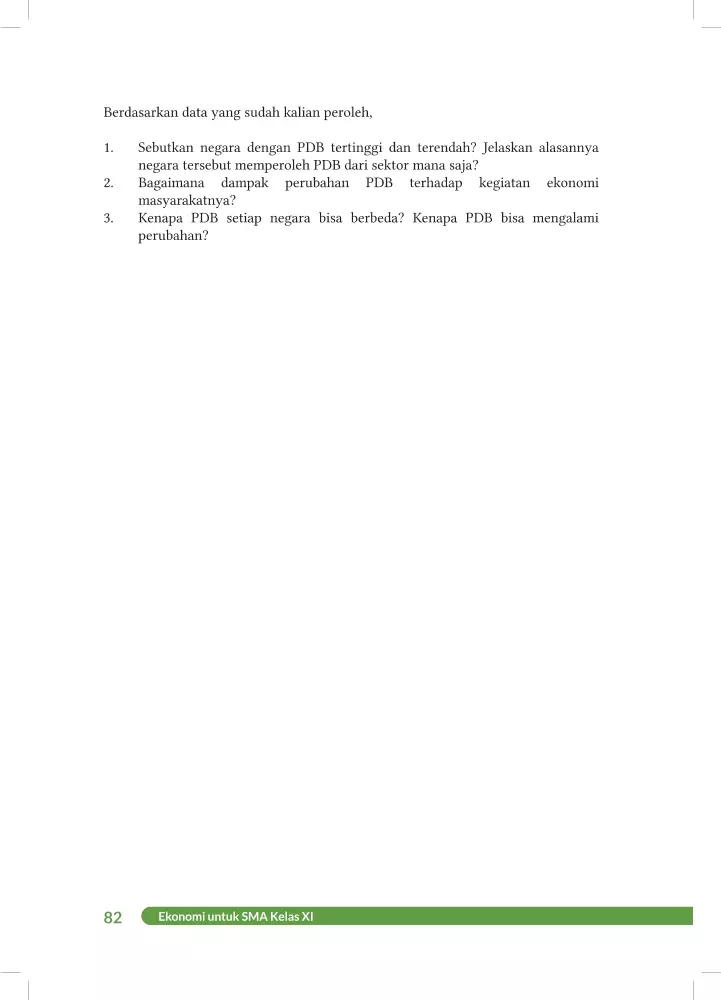 Berdasarkan data yang sudah kalian peroleh,
1. Sebutkan negara dengan PDB tertinggi dan terendah? Jelaskan alasannya
negara tersebut memperoleh PDB dari sektor mana saja?
2. Bagaimana dampak perubahan PDB terhadap kegiatan ekonomi
masyarakatnya?
3. Kenapa PDB setiap negara bisa berbeda? Kenapa PDB bisa mengalami
perubahan?
82 Ekonomi untuk SMA Kelas XI